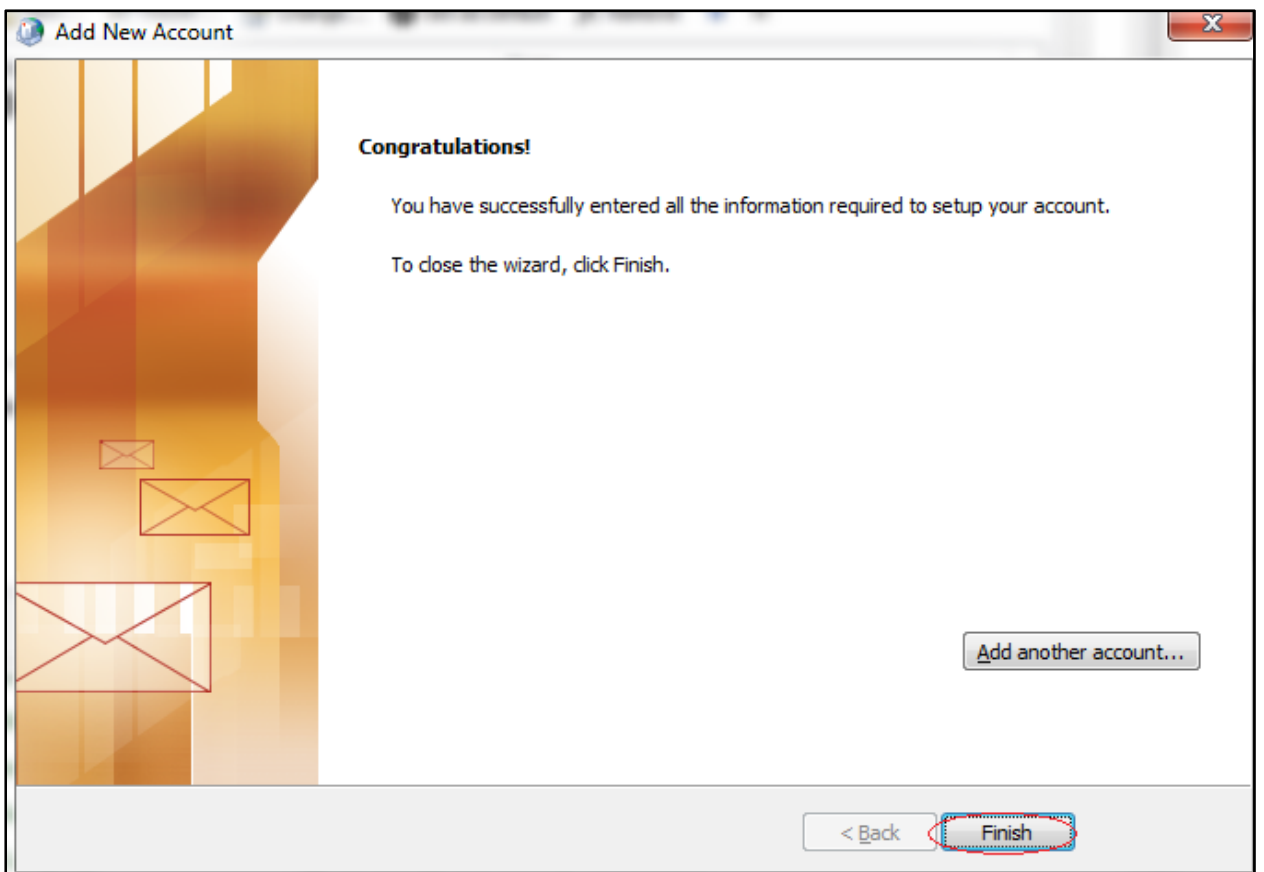 Add New Account
Congratulations!
You have successfully entered all the information required to setup your account.
To close the wizard, click Finish.
Add another account...
< Back Finish